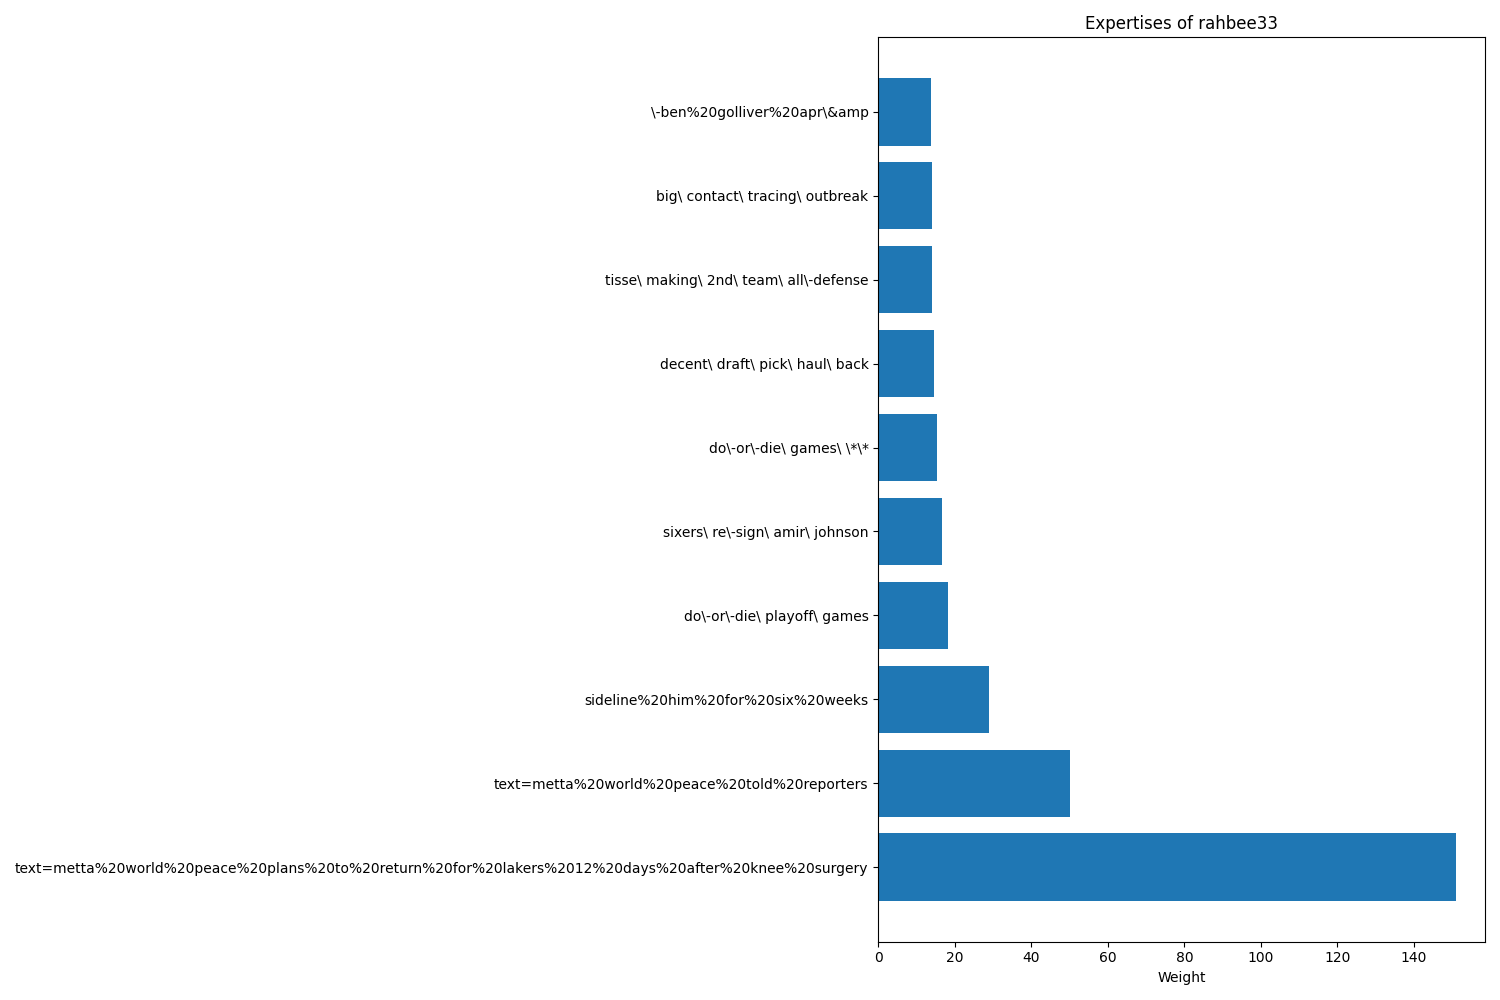 Expertises of rahbee33
\-ben%20golliver%20apr\&amp
big\ contact\ tracing\ outbreak
tisse\ making\ 2nd\ team\ all\-defense
decent\ draft\ pick\ haul\ back
do\-or\-die\ games\ \*\*
sixers\ re\-sign\ amir\ johnson
do\-or\-die\ playoff\ games
sideline%20him%20for%20six%20weeks
text=metta%20world%20peace%20told%20reporters
text=metta%20world%20peace%20plans%20to%20return%20for%20lakers%2012%20days%20after%20knee%20surgery
0 20 40 60 80 100 120 140
Weight